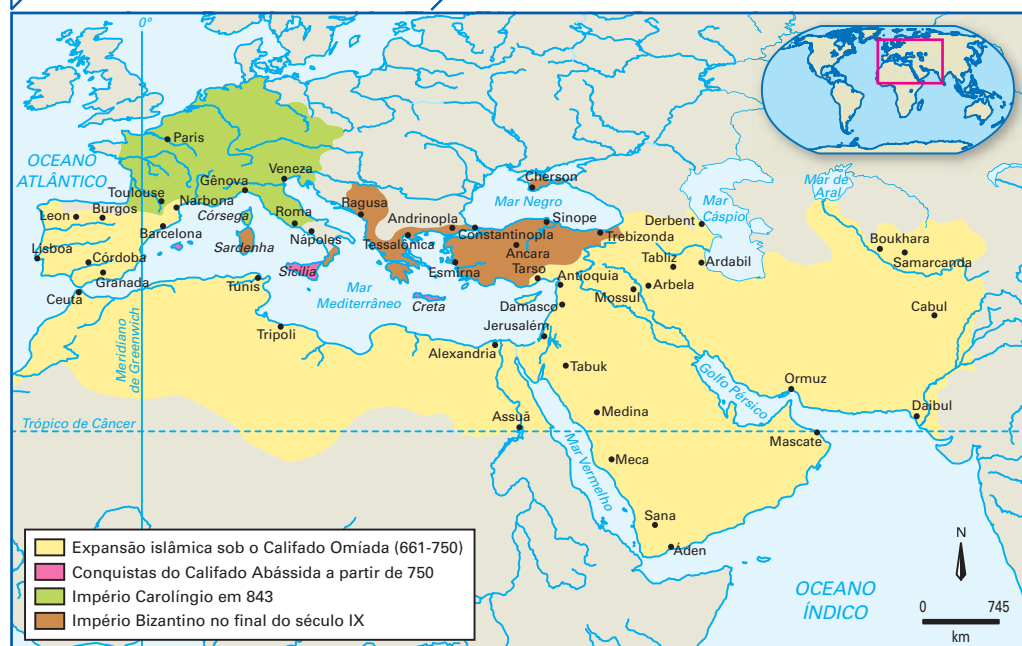 0°
Paris
OCEANO
ATLÂNTICO
Veneza
Gênova
Toulouse
Narbona
Córsega
Leon
Burgos
Roma
Barcelona
Nápoles
Sardenha
Lisboa
Córdoba
Granada
Sicília
Ceuta
Túnis
Mar
Mediterrâneo
Creta
Trípoli
Meridiano
de Greenwich
Ragusa
Andrinopla
Tessalônica
Constantinopla
Esmirna
Cherson
Mar Negro
Sinope
Trebizonda
Ancara
Tarso
Antioquia
Damasco
Jerusalém
Alexandria
Tabuk
Mossul
Arbela
Tabliz
Ardabil
Derbent
Mar
Cáspio
Mar de
Aral
Boukhara
Samarcanda
Cabul
Ormuz
Golfo Pérsico
Daibul
Mascate
Trópico de Câncer
Assuã
Medina
Mar Vermelho
Meca
Sana
Áden
Expansão islâmica sob o Califado Omíada (661-750)
Conquistas do Califado Abássida a partir de 750
Império Carolíngio em 843
Império Bizantino no final do século IX
OCEANO
ÍNDICO
N
0 745
km